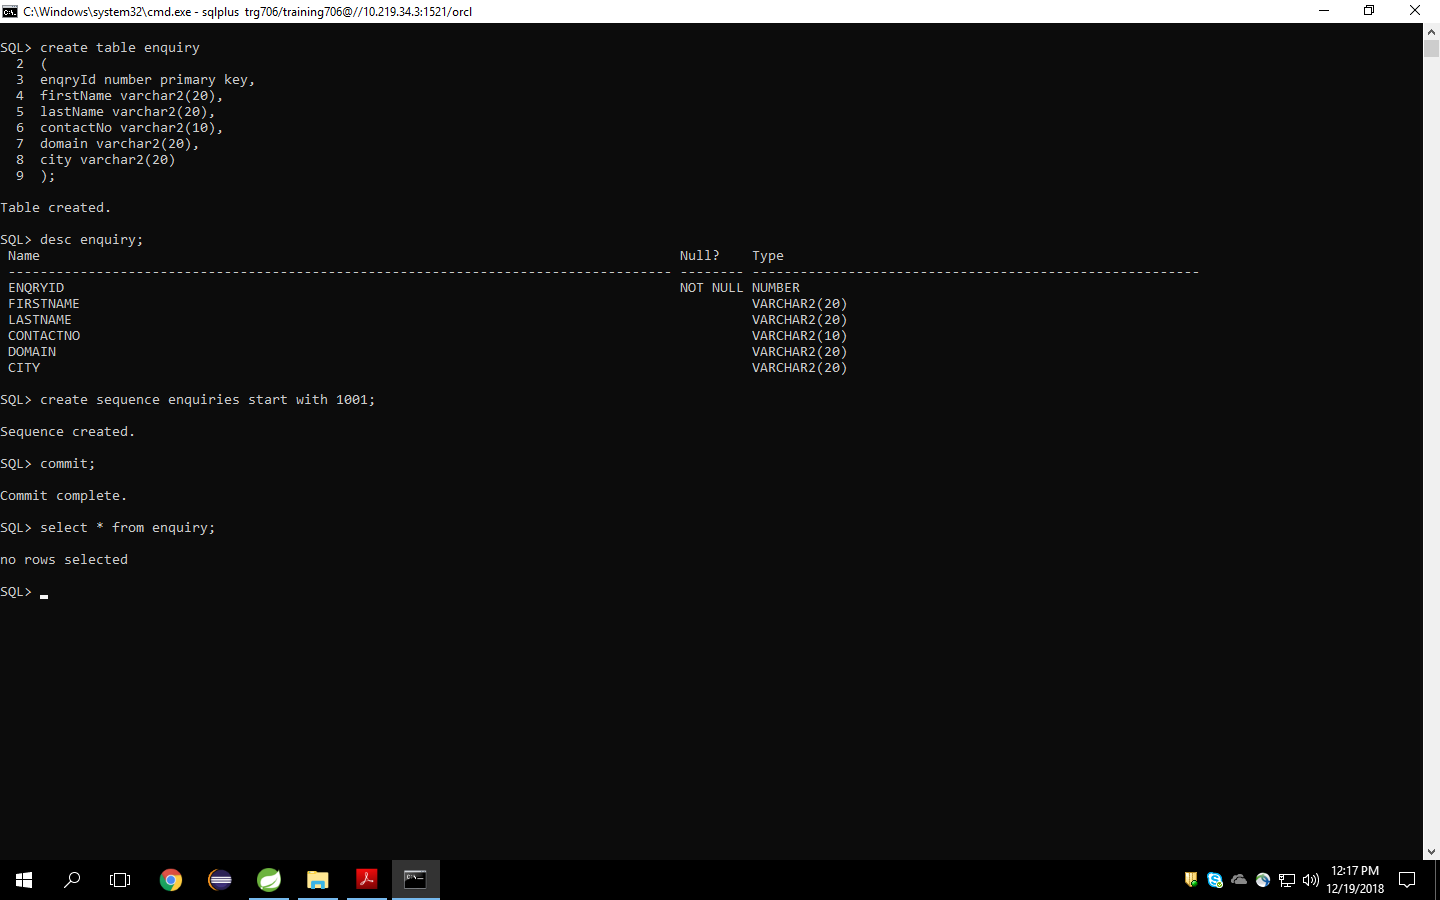 C:\Windows\system32\cmd.exe - sqlplus  trg706/training706@//10.219.34.3:1521/orcl
SQL> create table enquiry
  2  (
  3  enqryId number primary key,
  4  firstName varchar2(20),
  5  lastName varchar2(20),
  6  contactNo varchar2(10),
  7  domain varchar2(20),
  8  city varchar2(20)
  9  );
Table created.
SQL> desc enquiry;
Name Null? Type
----------------------------------------------------------------------------------- -------- --------------------------------------------------------
ENQRYID NOT NULL NUMBER
FIRSTNAME VARCHAR2(20)
LASTNAME VARCHAR2(20)
CONTACTNO VARCHAR2(10)
DOMAIN VARCHAR2(20)
CITY VARCHAR2(20)
SQL> create sequence enquiries start with 1001;
Sequence created.
SQL> commit;
Commit complete.
SQL> select * from enquiry;
no rows selected
SQL> _
12:17 PM
12/19/2018